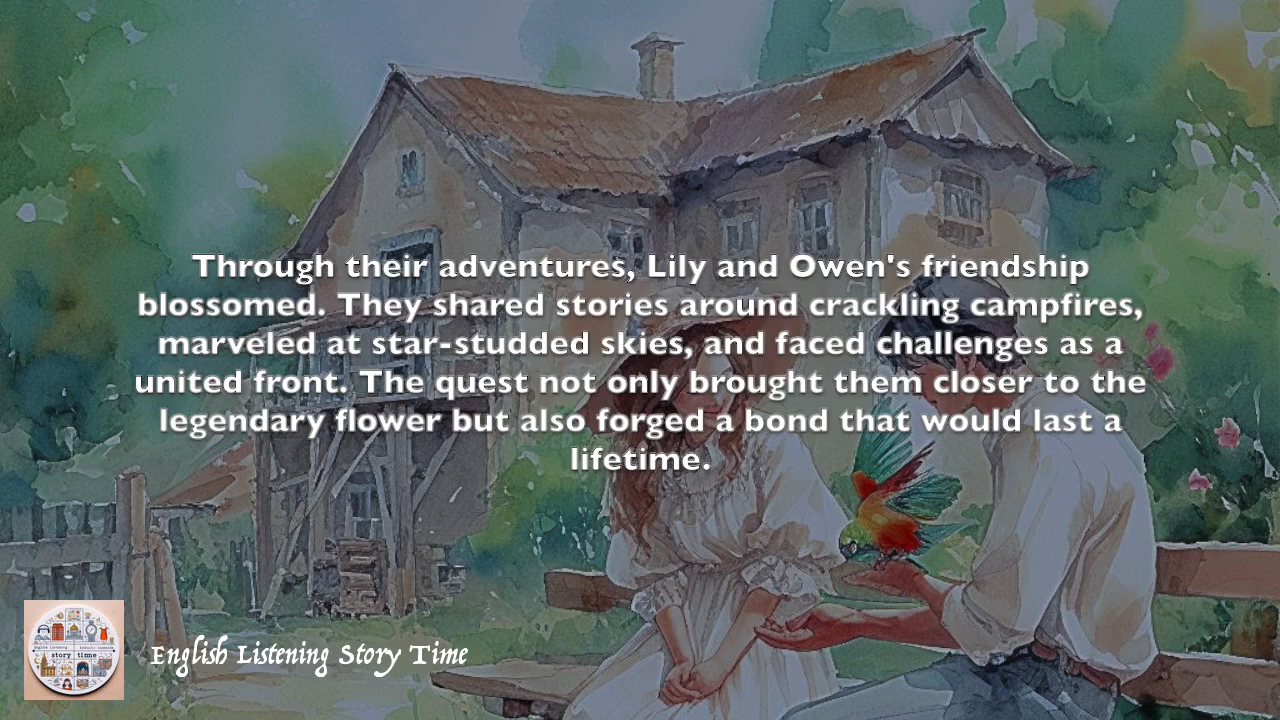 Through their adventures, Lily and Owen's friendship
blossomed. They shared stories around crackling campfires,
marveled at star-studded skies, and faced challenges as a
united front. The quest not only brought them closer to the
legendary flower but also forged a bond that would last a
lifetime.
story time
English Listening Story Time